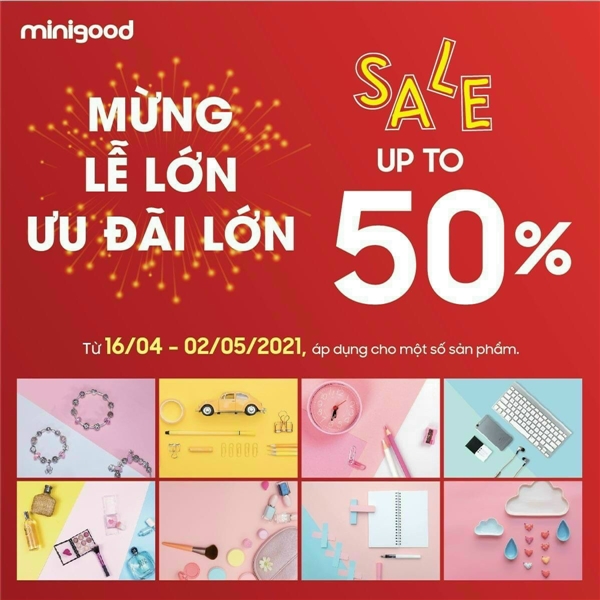 minigood
MỪNG
LỄ LỚN
ƯU ĐÃI LỚN
SALE
UP TO
50%
Từ 16/04 - 02/05/2021, áp dụng cho một số sản phẩm.